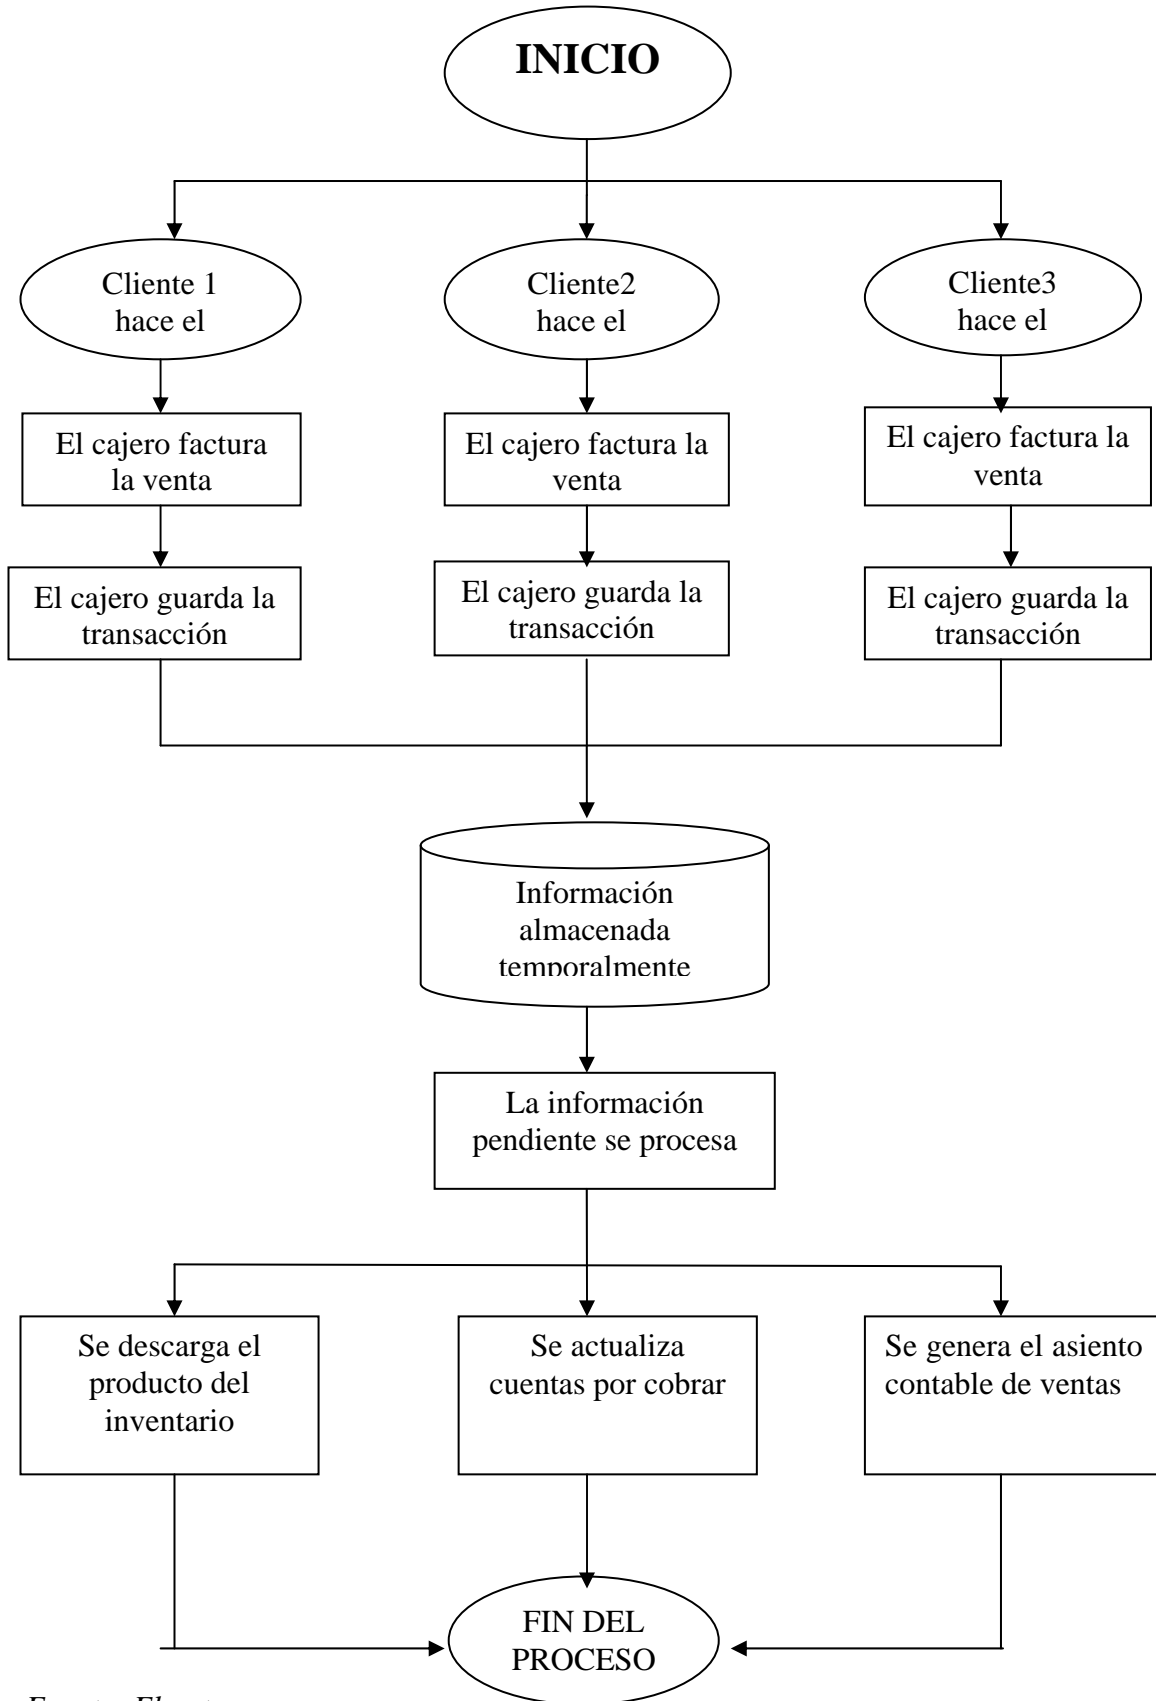 INICIO
Cliente 1
hace el
Cliente2
hace el
Cliente3
hace el
El cajero factura
la venta
El cajero factura la
venta
El cajero factura la
venta
El cajero guarda la
transacción
El cajero guarda la
transacción
El cajero guarda la
transacción
Información
almacenada
temporalmente
La información
pendiente se procesa
Se descarga el
producto del
inventario
Se actualiza
cuentas por cobrar
Se genera el asiento
contable de ventas
FIN DEL
PROCESO